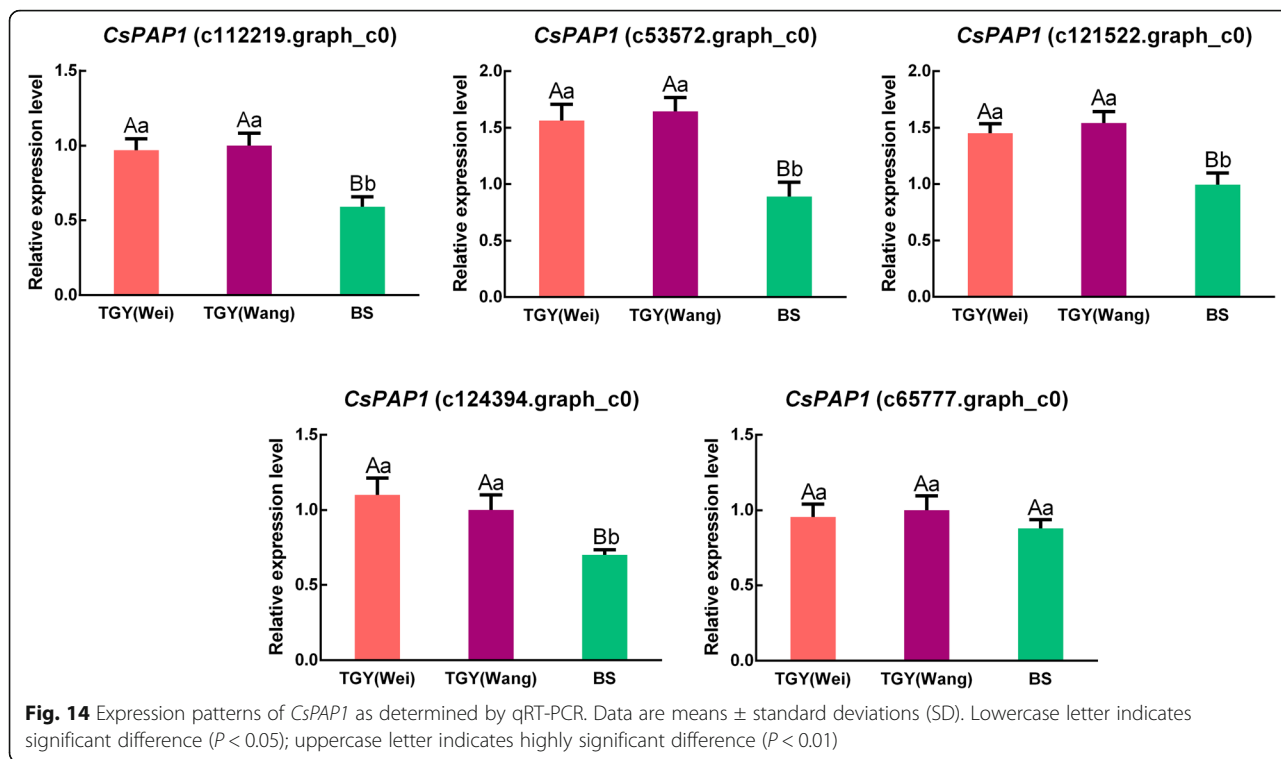 CsPAP1 (c112219.graph_c0)
Relative expression level
1.5
1.0
0.5
0.0
Aa
Aa
Bb
TGY(Wei)
TGY(Wang)
BS
CsPAP1 (c53572.graph_c0)
Relative expression level
2.0
1.5
1.0
0.5
0.0
Aa
Aa
Bb
TGY(Wei)
TGY(Wang)
BS
CsPAP1 (c121522.graph_c0)
Relative expression level
2.0
1.5
1.0
0.5
0.0
Aa
Aa
Bb
TGY(Wei)
TGY(Wang)
BS
CsPAP1 (c124394.graph_c0)
Relative expression level
1.5
1.0
0.5
0.0
Aa
Aa
Bb
TGY(Wei)
TGY(Wang)
BS
CsPAP1 (c65777.graph_c0)
Relative expression level
1.5
1.0
0.5
0.0
Aa
Aa
Aa
TGY(Wei)
TGY(Wang)
BS
Fig. 14 Expression patterns of CsPAP1 as determined by qRT-PCR. Data are means ± standard deviations (SD). Lowercase letter indicates
significant difference (P < 0.05); uppercase letter indicates highly significant difference (P < 0.01)